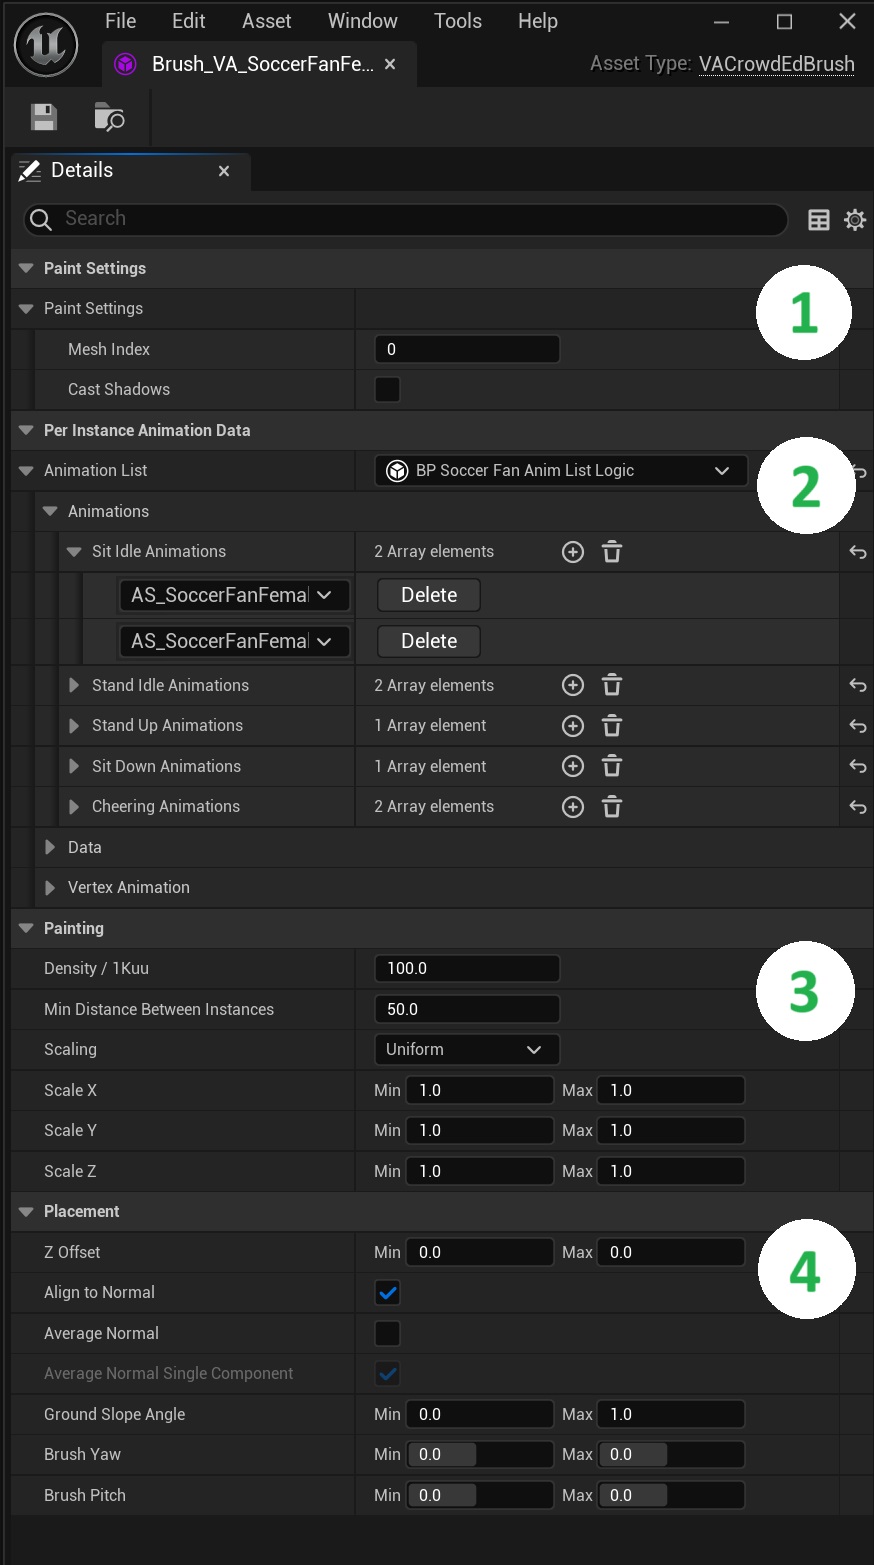 File Edit Asset Window Tools Help
Brush_VA_SoccerFanFe...
Asset Type: VACrowdEdBrush
Details
Search
Paint Settings
1
Paint Settings
Mesh Index 0
Cast Shadows
Per Instance Animation Data
Animation List BP Soccer Fan Anim List Logic
2
Animations
Sit Idle Animations 2 Array elements
AS_SoccerFanFemal Delete
AS_SoccerFanFemal Delete
Stand Idle Animations 2 Array elements
Stand Up Animations 1 Array element
Sit Down Animations 1 Array element
Cheering Animations 2 Array elements
Data
Vertex Animation
Painting
Density / 1Kuu 100.0
3
Min Distance Between Instances 50.0
Scaling Uniform
Scale X Min 1.0 Max 1.0
Scale Y Min 1.0 Max 1.0
Scale Z Min 1.0 Max 1.0
Placement
Z Offset Min 0.0 Max 0.0
4
Align to Normal
Average Normal
Average Normal Single Component
Ground Slope Angle Min 0.0 Max 1.0
Brush Yaw Min 0.0 Max 0.0
Brush Pitch Min 0.0 Max 0.0